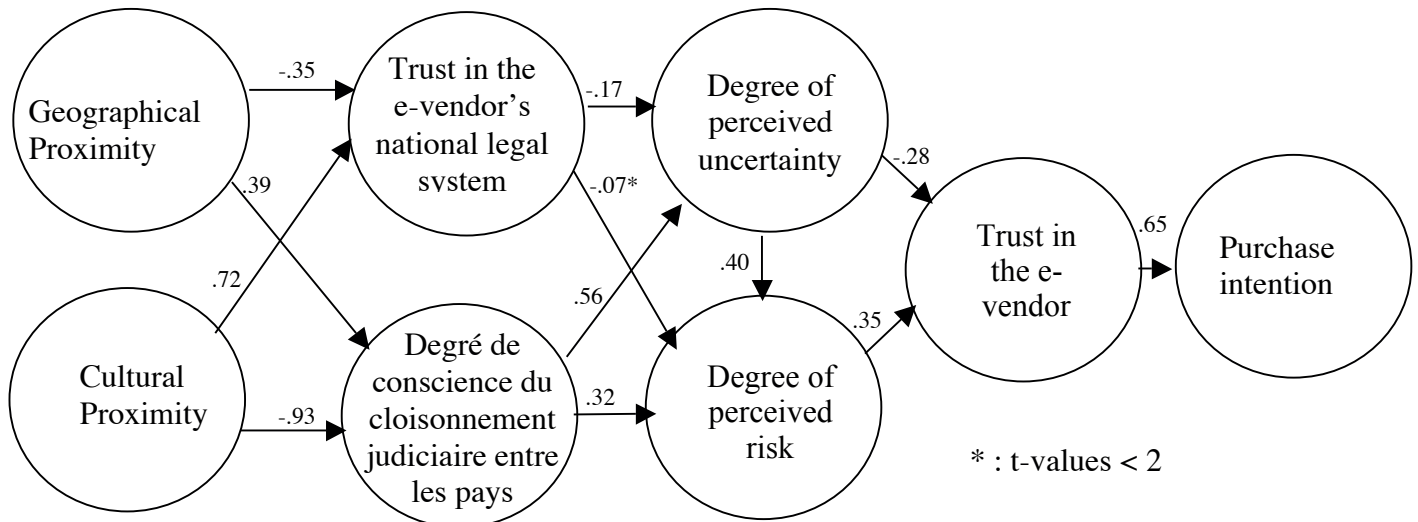 Geographical
Proximity
-.35
Trust in the
e-vendor's
national legal
system
-.17
Degree of
perceived
uncertainty
-.28
.39
-.07*
.72
.56
.40
Trust in
the e-
vendor
.65
Purchase
intention
Cultural
Proximity
-.93
Degré de
conscience du
cloisonnement
judiciaire entre
les pays
.32
Degree of
perceived
risk
.35
* : t-values < 2